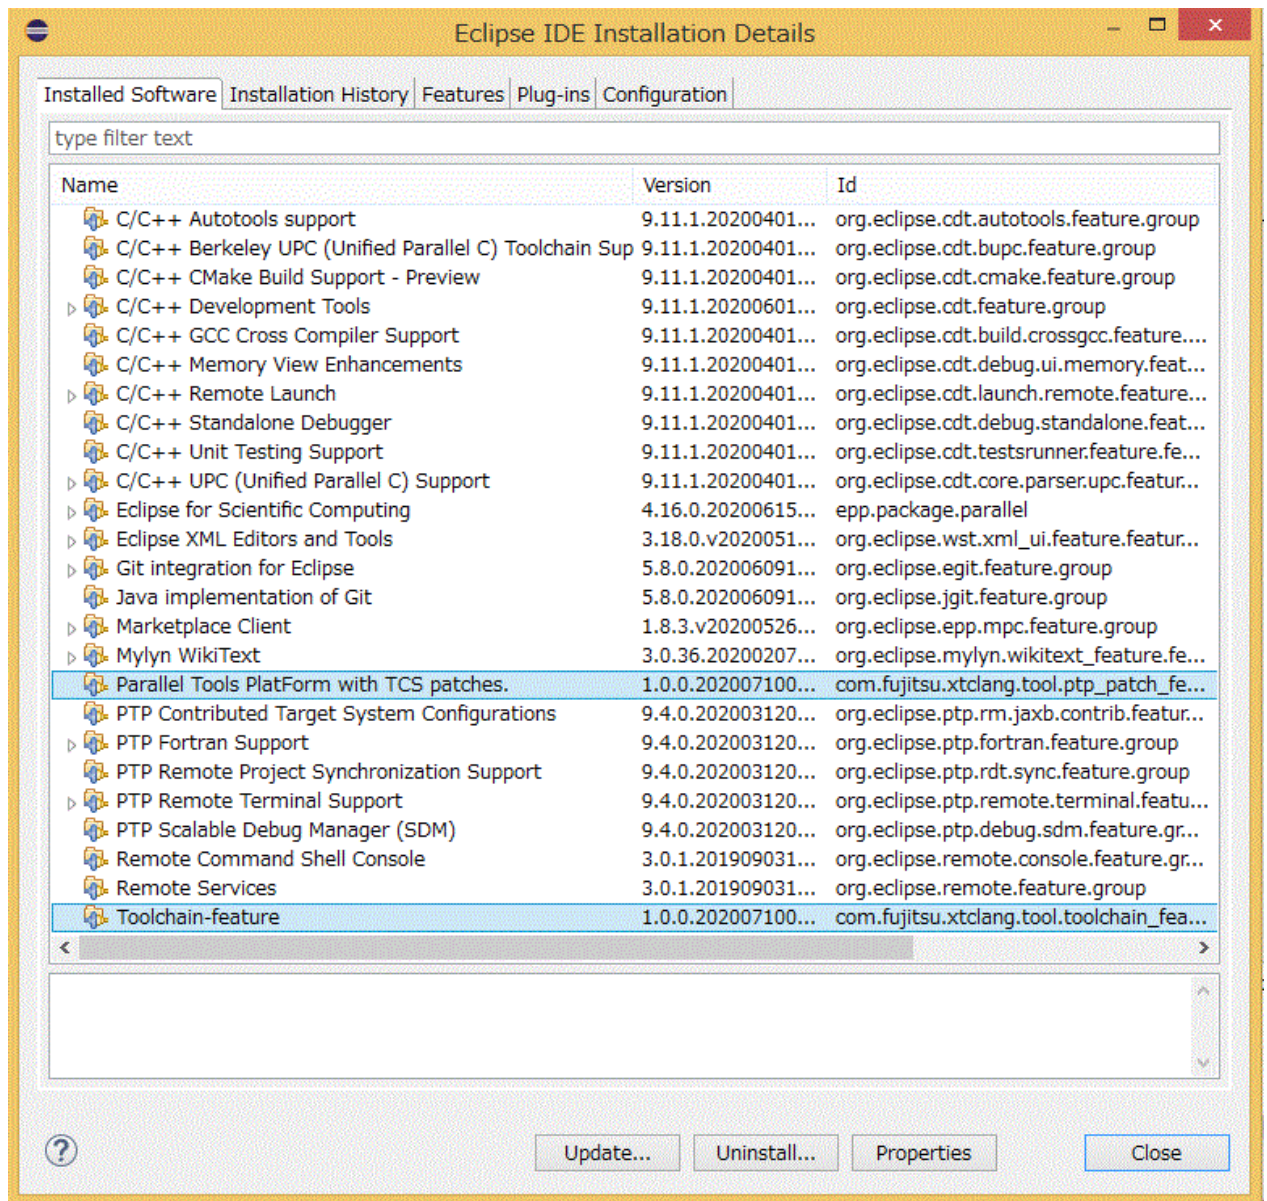 Eclipse IDE Installation Details
Installed Software Installation History Features Plug-ins Configuration
type filter text
Name Version Id
C/C++ Autotools support 9.11.1.20200401... org.eclipse.cdt.autotools.feature.group
C/C++ Berkeley UPC (Unified Parallel C) Toolchain Sup 9.11.1.20200401... org.eclipse.cdt.bupc.feature.group
C/C++ CMake Build Support - Preview 9.11.1.20200401... org.eclipse.cdt.cmake.feature.group
C/C++ Development Tools 9.11.1.20200601... org.eclipse.cdt.feature.group
C/C++ GCC Cross Compiler Support 9.11.1.20200401... org.eclipse.cdt.build.crossgcc.feature....
C/C++ Memory View Enhancements 9.11.1.20200401... org.eclipse.cdt.debug.ui.memory.feat...
C/C++ Remote Launch 9.11.1.20200401... org.eclipse.cdt.launch.remote.feature...
C/C++ Standalone Debugger 9.11.1.20200401... org.eclipse.cdt.debug.standalone.feat...
C/C++ Unit Testing Support 9.11.1.20200401... org.eclipse.cdt.testsrunner.feature.fe...
C/C++ UPC (Unified Parallel C) Support 9.11.1.20200401... org.eclipse.cdt.core.parser.upc.featur...
Eclipse for Scientific Computing 4.16.0.20200615... epp.package.parallel
Eclipse XML Editors and Tools 3.18.0.v2020051... org.eclipse.wst.xml_ui.feature.featur...
Git integration for Eclipse 5.8.0.202006091... org.eclipse.egit.feature.group
Java implementation of Git 5.8.0.202006091... org.eclipse.jgit.feature.group
Marketplace Client 1.8.3.v20200526... org.eclipse.epp.mpc.feature.group
Mylyn WikiText 3.0.36.20200207... org.eclipse.mylyn.wikitext_feature.fe...
Parallel Tools PlatForm with TCS patches. 1.0.0.202007100... com.fujitsu.xtclang.tool.ptp_patch_fe...
PTP Contributed Target System Configurations 9.4.0.202003120... org.eclipse.ptp.rm.jaxb.contrib.featur...
PTP Fortran Support 9.4.0.202003120... org.eclipse.ptp.fortran.feature.group
PTP Remote Project Synchronization Support 9.4.0.202003120... org.eclipse.ptp.rdt.sync.feature.group
PTP Remote Terminal Support 9.4.0.202003120... org.eclipse.ptp.remote.terminal.featu...
PTP Scalable Debug Manager (SDM) 9.4.0.202003120... org.eclipse.ptp.debug.sdm.feature.gr...
Remote Command Shell Console 3.0.1.201909031... org.eclipse.remote.console.feature.gr...
Remote Services 3.0.1.201909031... org.eclipse.remote.feature.group
Toolchain-feature 1.0.0.202007100... com.fujitsu.xtclang.tool.toolchain_fea...
Update... Uninstall... Properties Close